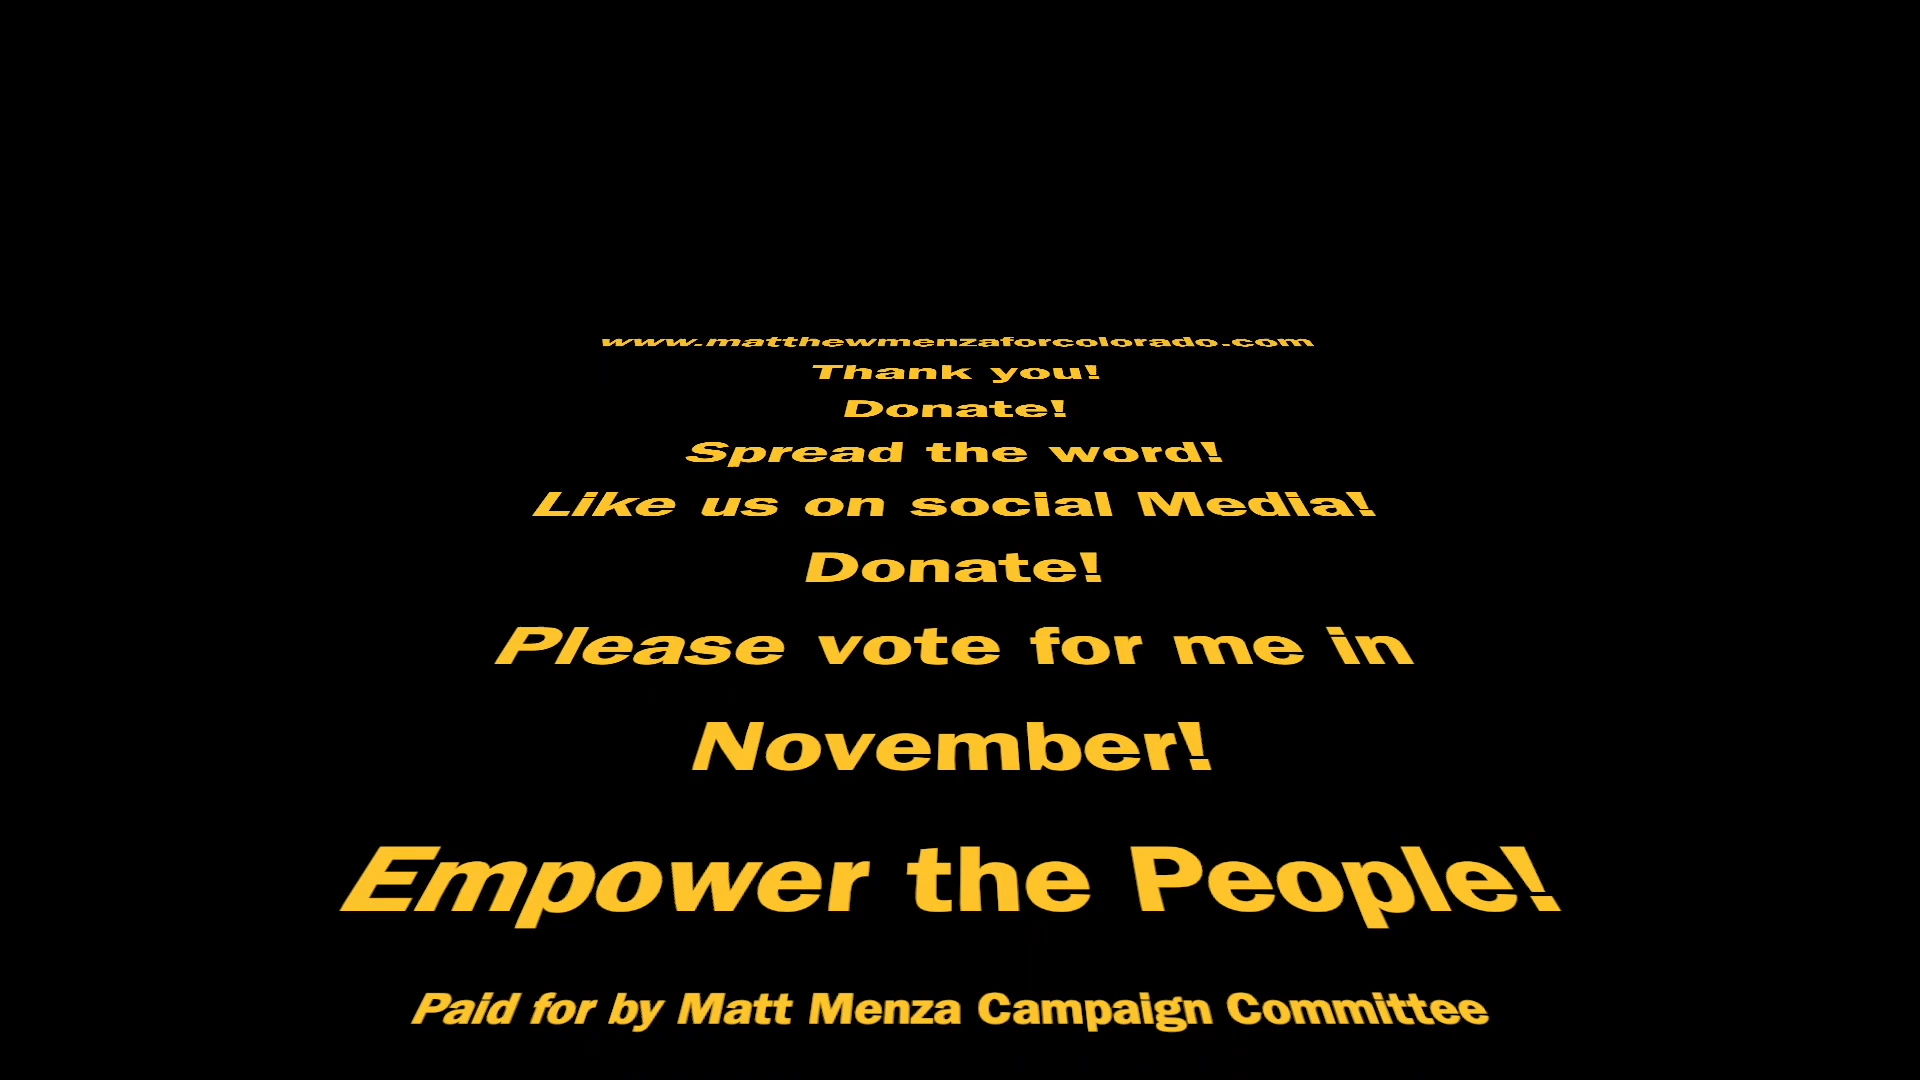 www.matthewmenzaforcolorado.com
Thank you!
Donate!
Spread the word!
Like us on social Media!
Donate!
Please vote for me in
November!
Empower the People!
Paid for by Matt Menza Campaign Committee